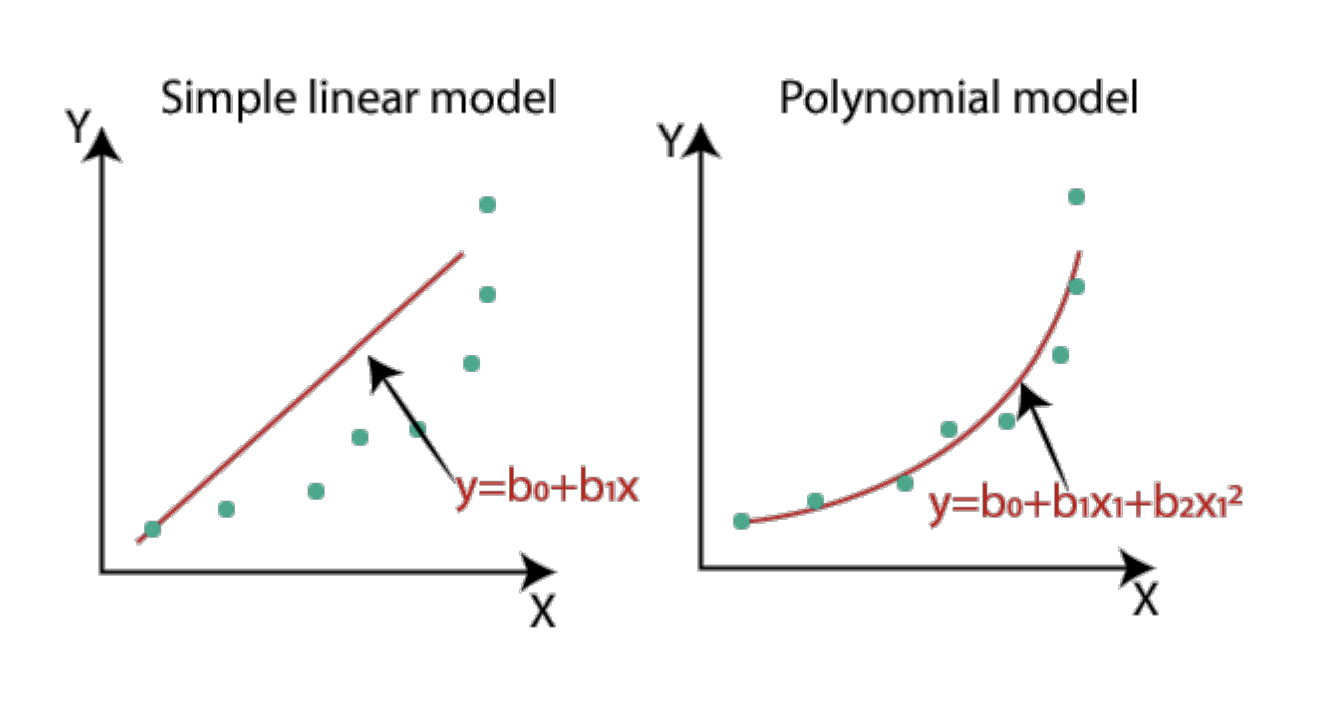 Simple linear model
Y
y=b₀+b₁x
X
Polynomial model
Y
y=b₀+b₁x₁+b₂x₁²
X